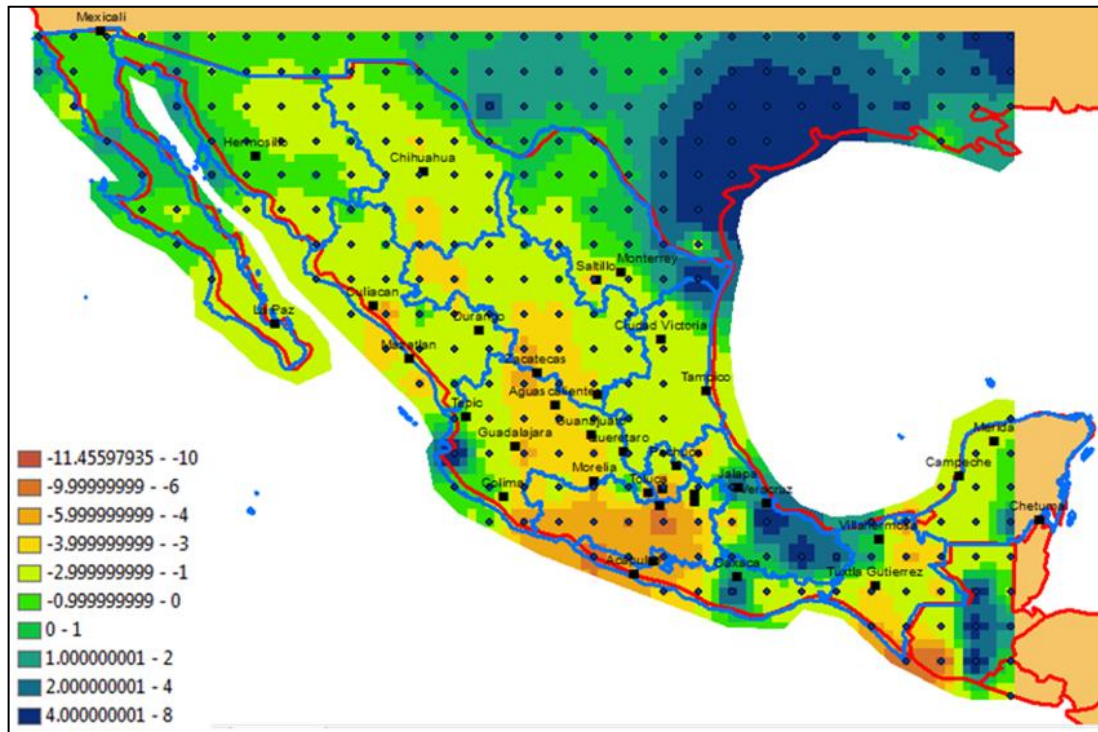 Mexicali
Hermosillo
Chihuahua
Saltillo
Monterrey
Culiacan
La Paz
Durango
Ciudad Victoria
Mazatlan
Zacatecas
Tampico
Aguascalientes
Tepic
Guanajuato
Merida
Guadalajara
Queretaro
Pachuca
Campeche
Morelia
Toluca
Jalapa
Colima
Veracruz
Chetumal
Villahermosa
Acapulco
Oaxaca
Tuxtla Gutierrez
-11.45597935 - -10
-9.99999999 - -6
-5.999999999 - -4
-3.999999999 - -3
-2.999999999 - -1
-0.999999999 - 0
0 - 1
1.000000001 - 2
2.000000001 - 4
4.000000001 - 8